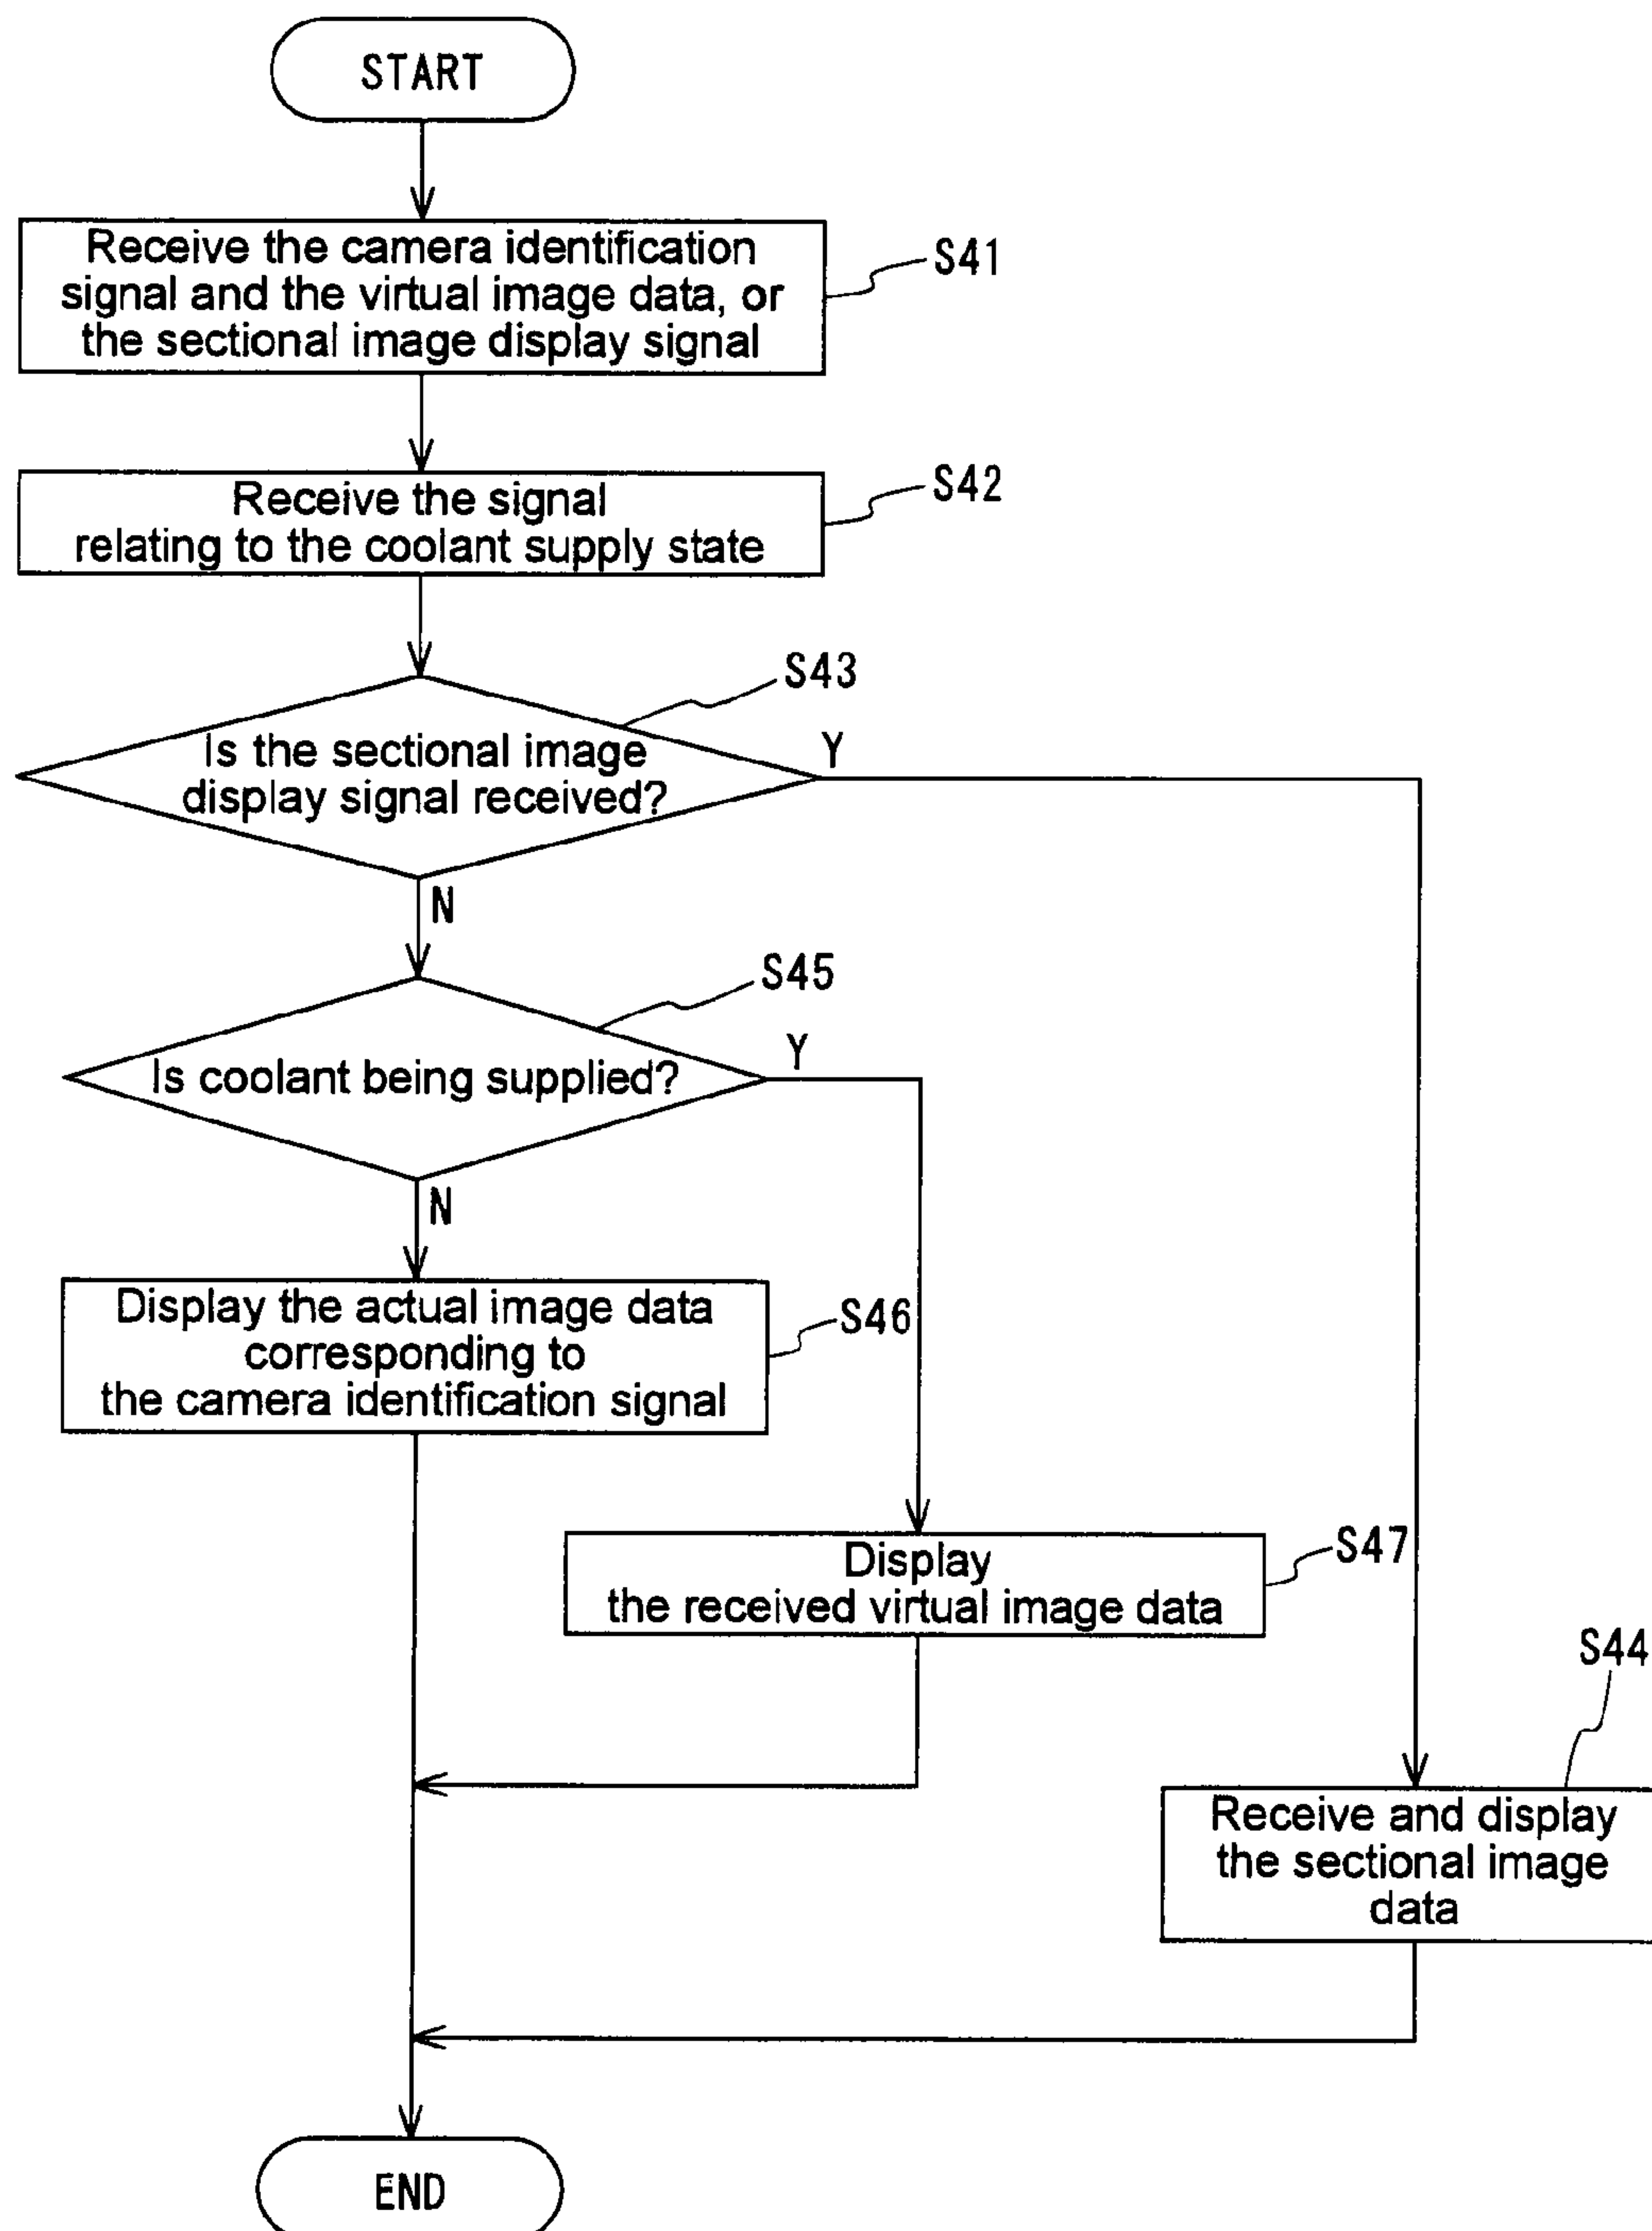 START
Receive the camera identification
signal and the virtual image data, or
the sectional image display signal
S41
Receive the signal
relating to the coolant supply state
S42
S43
Is the sectional image
display signal received?
Y
N
S45
Is coolant being supplied?
Y
N
Display the actual image data
corresponding to
the camera identification signal
S46
Display
the received virtual image data
S47
S44
Receive and display
the sectional image
data
END